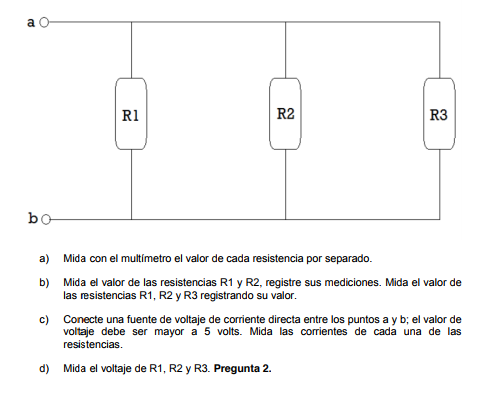 a
R1 R2 R3
b
a) Mida con el multímetro el valor de cada resistencia por separado.
b) Mida el valor de las resistencias R1 y R2, registre sus mediciones. Mida el valor de
las resistencias R1, R2 y R3 registrando su valor.
c) Conecte una fuente de voltaje de corriente directa entre los puntos a y b; el valor de
voltaje debe ser mayor a 5 volts. Mida las corrientes de cada una de las
resistencias.
d) Mida el voltaje de R1, R2 y R3. Pregunta 2.